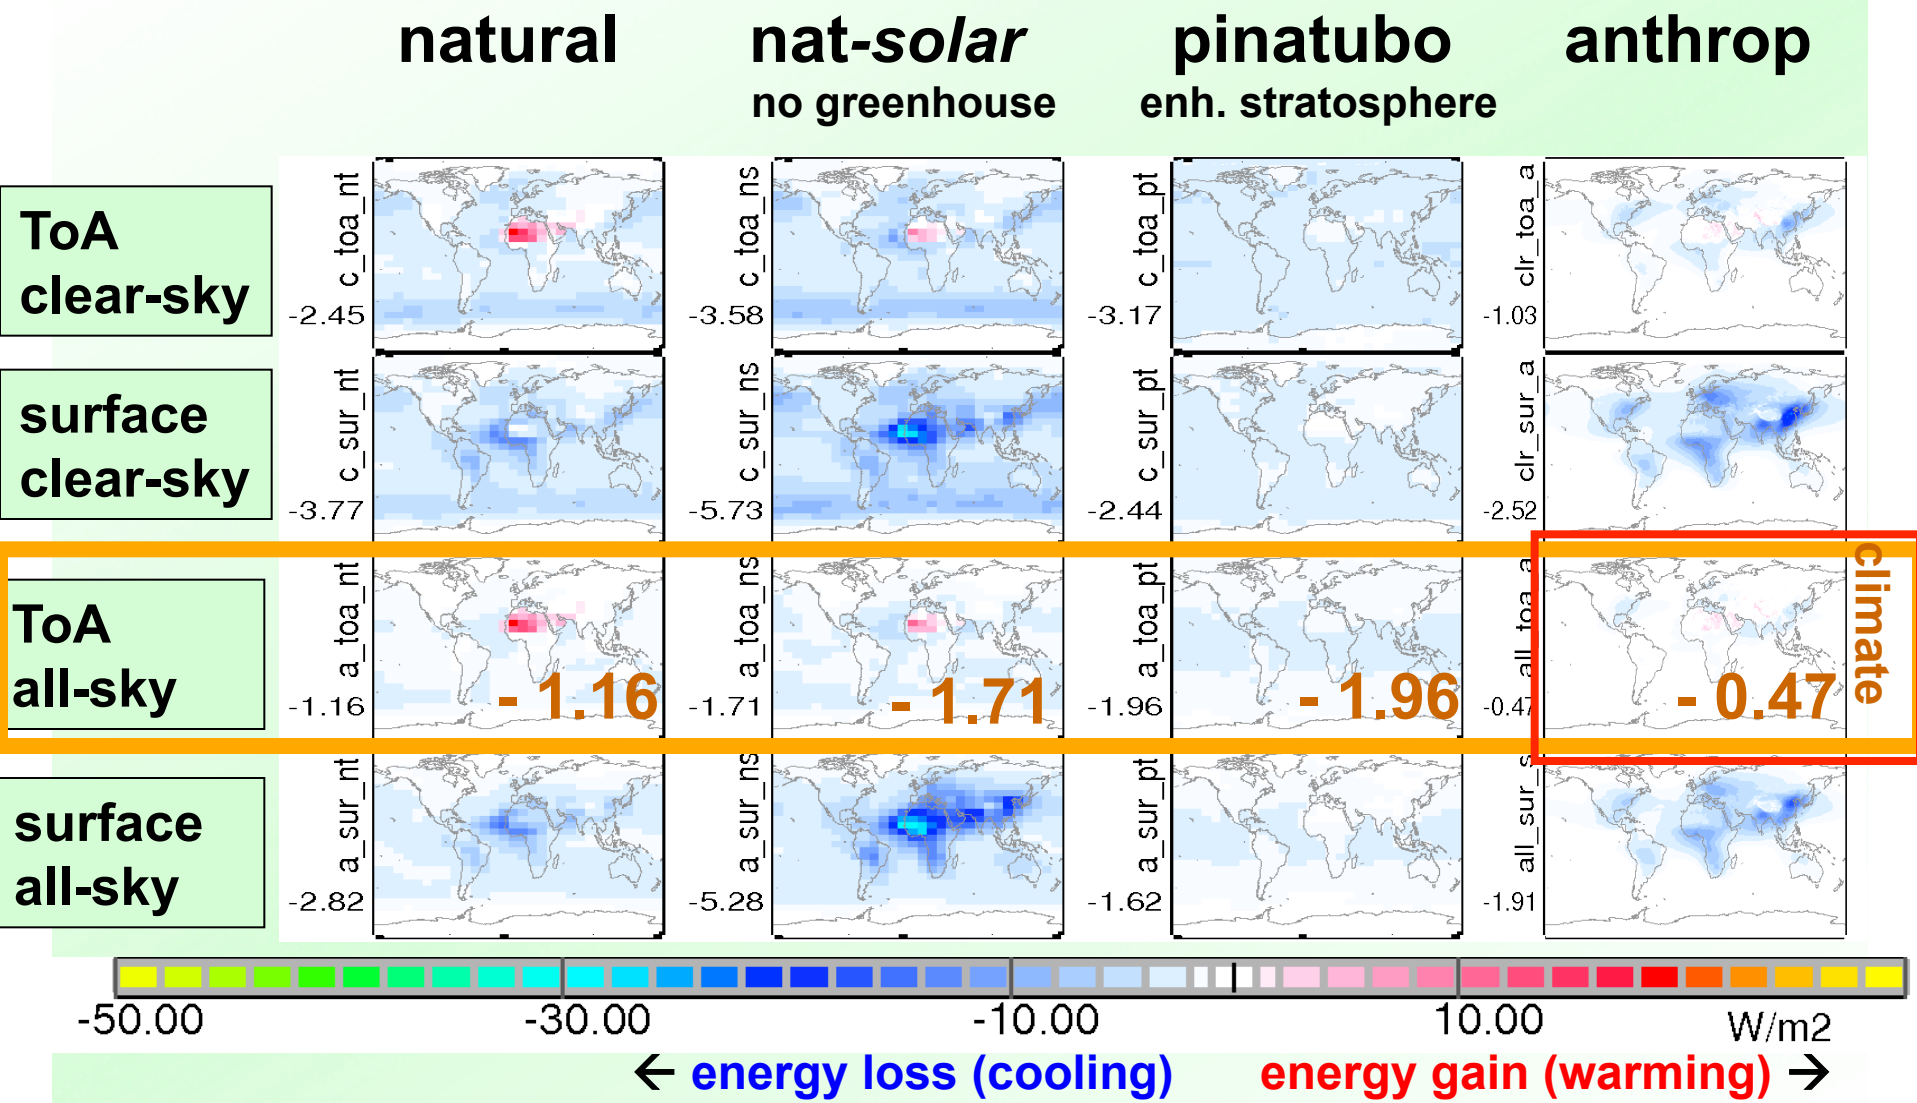 natural nat-solar pinatubo anthrop
no greenhouse enh. stratosphere
ToA
clear-sky
c_toa_nt
-2.45
c_toa_ns
-3.58
c_toa_pt
-3.17
clr_toa_a
-1.03
surface
clear-sky
c_sur_nt
-3.77
c_sur_ns
-5.73
c_sur_pt
-2.44
clr_sur_a
-2.52
ToA
all-sky
a_toa_nt
-1.16
- 1.16
a_toa_ns
-1.71
- 1.71
a_toa_pt
-1.96
- 1.96
all_toa_a
-0.47
- 0.47
climate
surface
all-sky
a_sur_nt
-2.82
a_sur_ns
-5.28
a_sur_pt
-1.62
all_sur_s
-1.91
-50.00 -30.00 -10.00 10.00 W/m2
← energy loss (cooling) energy gain (warming) →